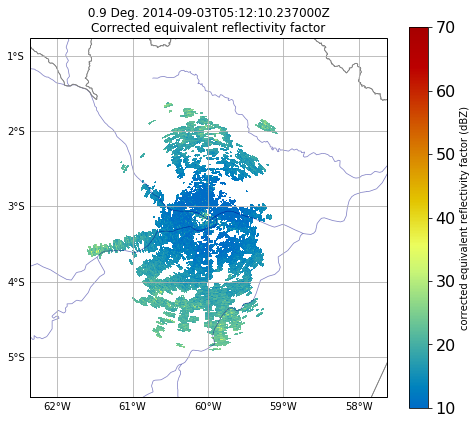 0.9 Deg. 2014-09-03T05:12:10.237000Z
Corrected equivalent reflectivity factor
1°S
2°S
3°S
4°S
5°S
62°W
61°W
60°W
59°W
58°W
70
60
50
40
30
20
10
corrected equivalent reflectivity factor (dBZ)